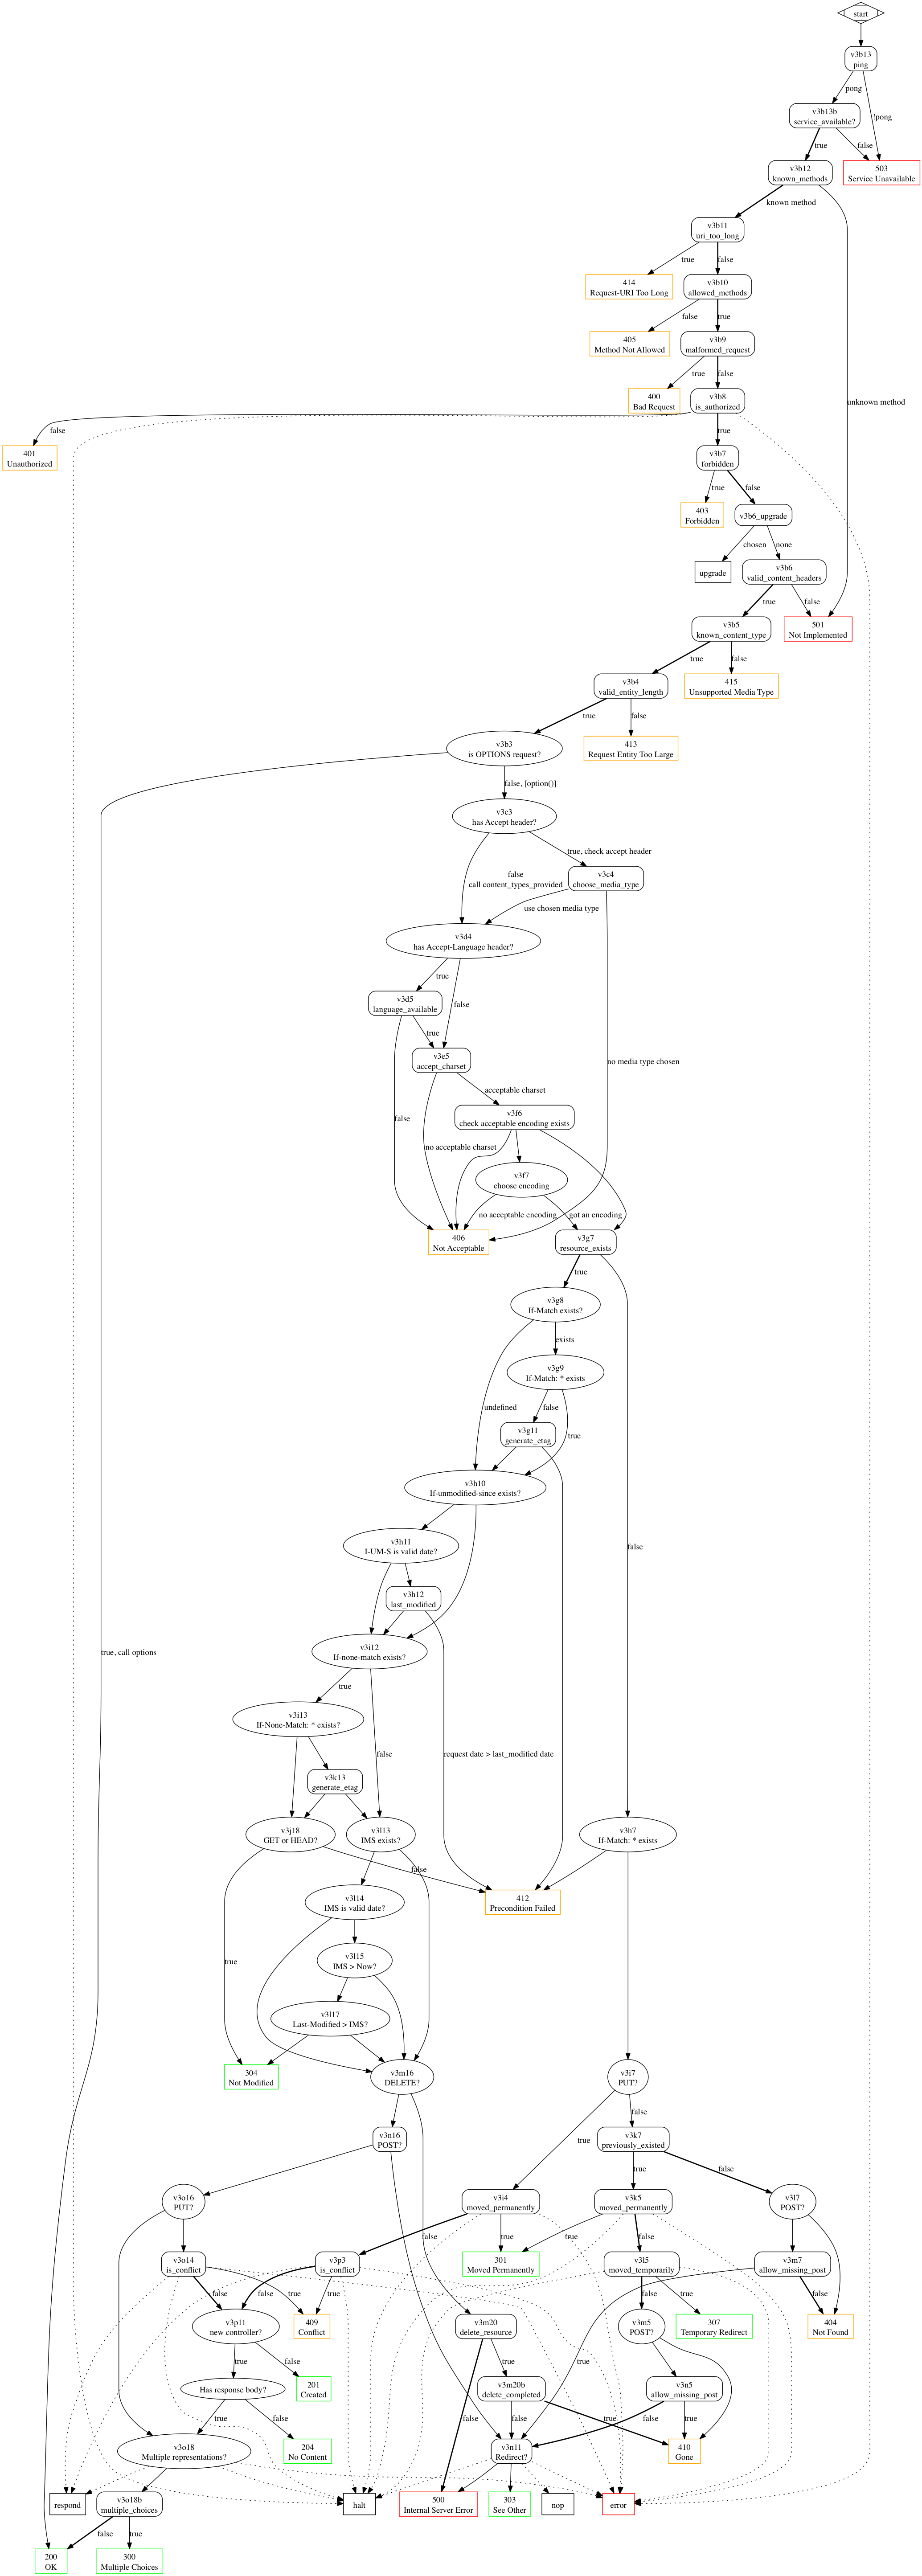 start
v3b13
ping
pong
!pong
v3b13b
service_available?
true
false
v3b12
known_methods
503
Service Unavailable
known method
v3b11
uri_too_long
true
false
414
Request-URI Too Long
v3b10
allowed_methods
false
true
405
Method Not Allowed
v3b9
malformed_request
true
false
400
Bad Request
v3b8
is_authorized
unknown method
false
true
401
Unauthorized
v3b7
forbidden
true
false
403
Forbidden
v3b6_upgrade
chosen
none
upgrade
v3b6
valid_content_headers
true
false
v3b5
known_content_type
501
Not Implemented
true
false
v3b4
valid_entity_length
415
Unsupported Media Type
true
false
v3b3
is OPTIONS request?
413
Request Entity Too Large
false, [option()]
v3c3
has Accept header?
true, check accept header
false
call content_types_provided
v3c4
choose_media_type
use chosen media type
v3d4
has Accept-Language header?
true
false
v3d5
language_available
true
v3e5
accept_charset
no media type chosen
acceptable charset
false
v3f6
check acceptable encoding exists
no acceptable charset
v3f7
choose encoding
no acceptable encoding
got an encoding
406
Not Acceptable
v3g7
resource_exists
true
v3g8
If-Match exists?
exists
v3g9
If-Match: * exists
undefined
false
true
v3g11
generate_etag
v3h10
If-unmodified-since exists?
v3h11
I-UM-S is valid date?
false
v3h12
last_modified
v3i12
If-none-match exists?
true, call options
true
v3i13
If-None-Match: * exists?
false
request date > last_modified date
v3k13
generate_etag
v3j18
GET or HEAD?
v3l13
IMS exists?
v3h7
If-Match: * exists
false
v3l14
IMS is valid date?
412
Precondition Failed
true
v3l15
IMS > Now?
v3l17
Last-Modified > IMS?
304
Not Modified
v3m16
DELETE?
v3i7
PUT?
true
false
v3n16
POST?
v3k7
previously_existed
true
false
v3o16
PUT?
v3i4
moved_permanently
v3k5
moved_permanently
v3l7
POST?
false
true
true
false
v3o14
is_conflict
v3p3
is_conflict
301
Moved Permanently
v3l5
moved_temporarily
v3m7
allow_missing_post
false
true
false
true
false
true
false
v3p11
new controller?
409
Conflict
v3m20
delete_resource
v3m5
POST?
307
Temporary Redirect
404
Not Found
true
false
true
true
Has response body?
201
Created
v3m20b
delete_completed
v3n5
allow_missing_post
true
false
false
false
true
false
true
v3o18
Multiple representations?
204
No Content
v3n11
Redirect?
410
Gone
respond
v3o18b
multiple_choices
halt
500
Internal Server Error
303
See Other
nop
error
false
true
200
OK
300
Multiple Choices